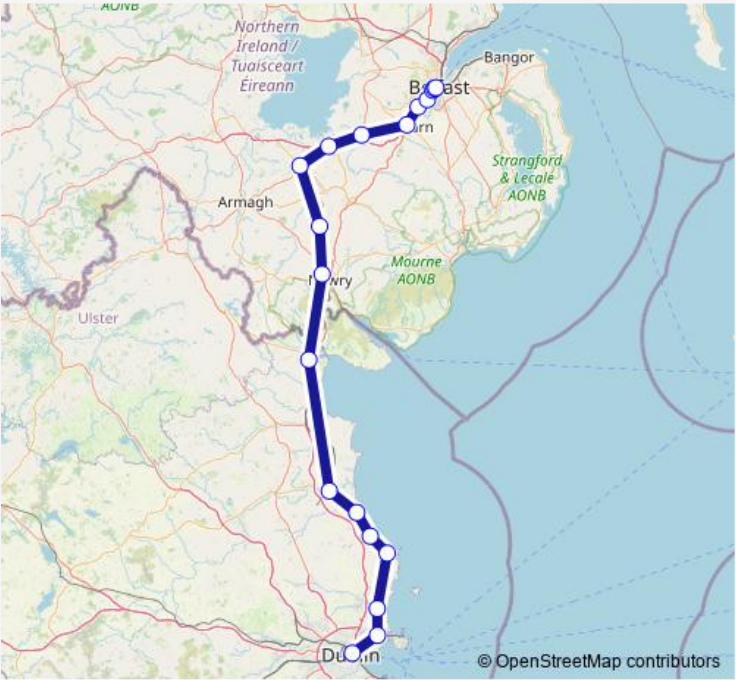 AONB
Northern
Ireland /
Tuaisceart
Éireann
Bangor
Strangford
& Lecale
AONB
Armagh
Mourne
AONB
Ulster
© OpenStreetMap contributors